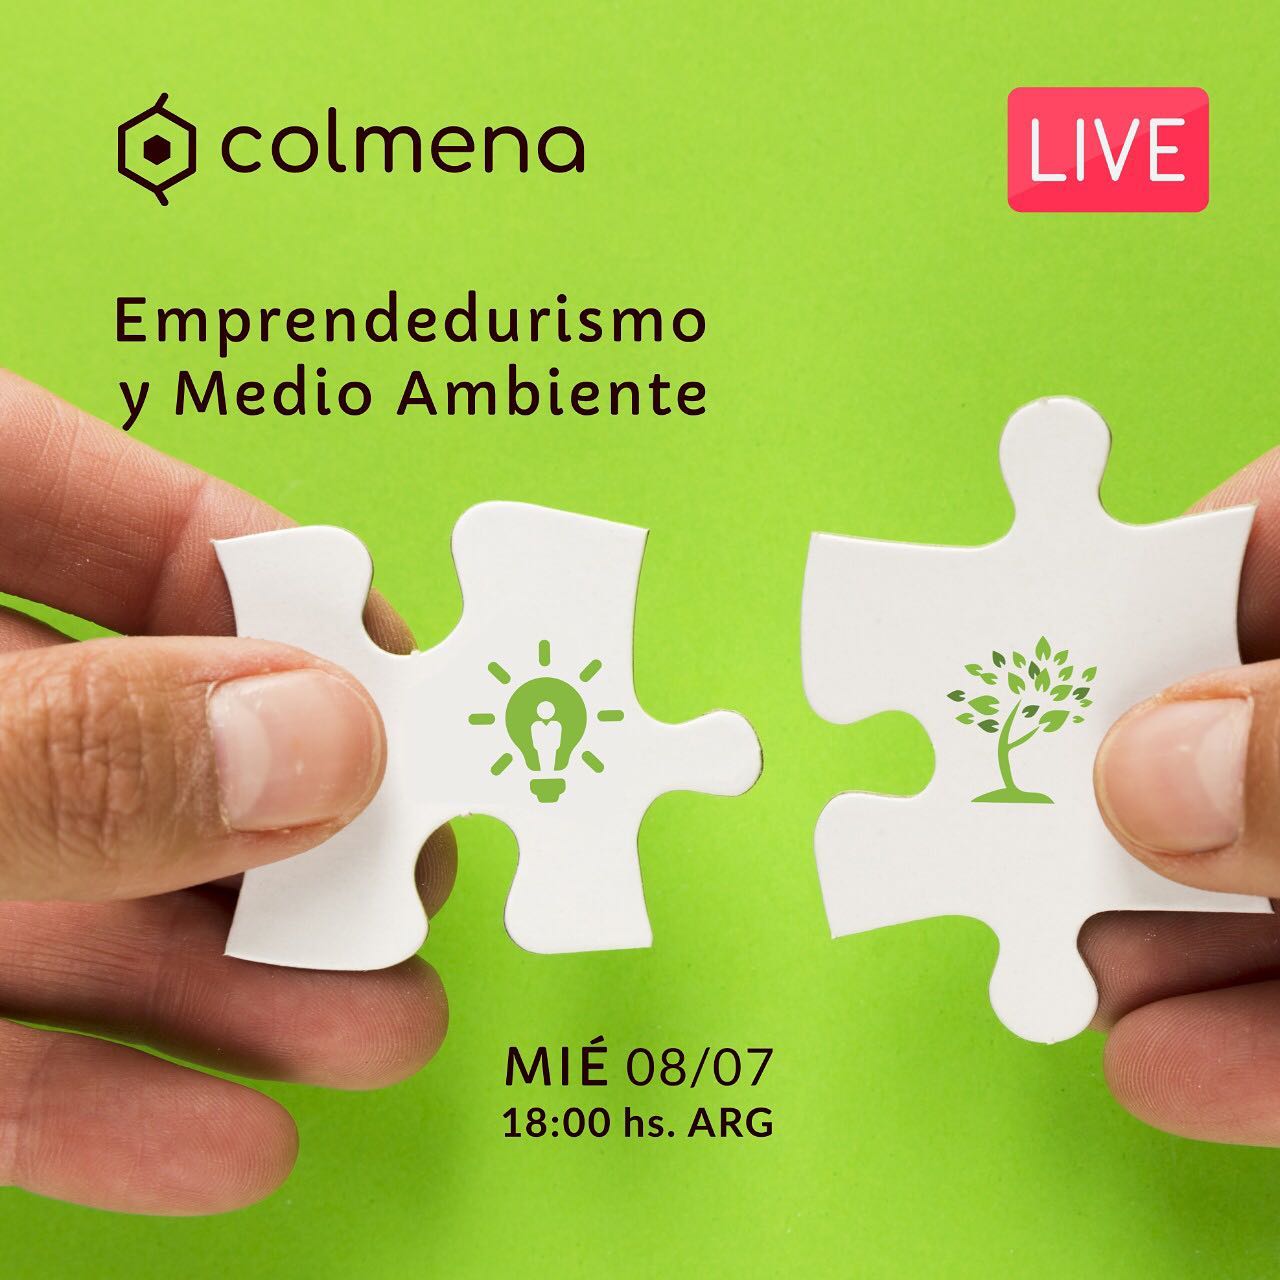 colmena
LIVE
Emprendedurismo
y Medio Ambiente
MIÉ 08/07
18:00 hs. ARG